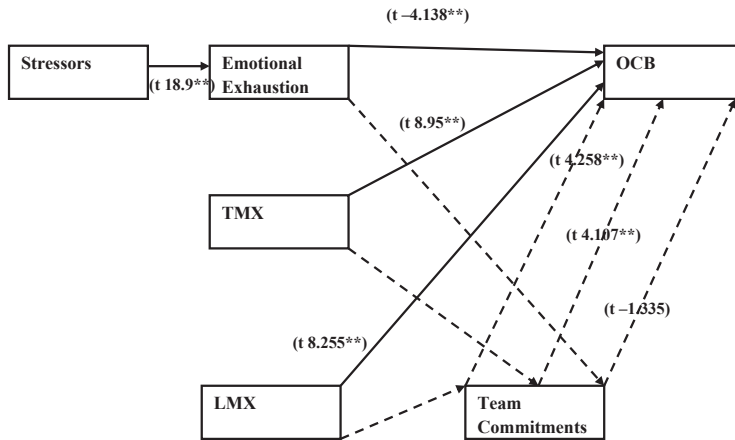 (t –4.138**)
Stressors
Emotional
Exhaustion
OCB
(t 18.9**)
(t 8.95**)
(t 4.258**)
TMX
(t 4.107**)
(t –1.335)
(t 8.255**)
LMX
Team
Commitments